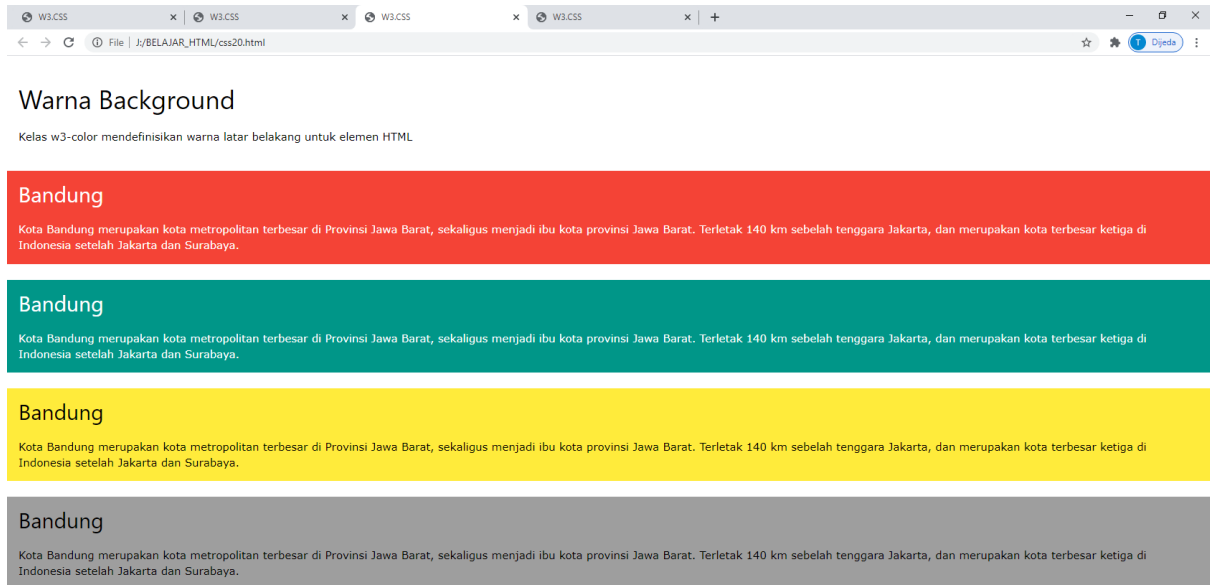 W3.CSS
W3.CSS
W3.CSS
W3.CSS
File | J:/BELAJAR_HTML/css20.html
T Dijeda
Warna Background
Kelas w3-color mendefinisikan warna latar belakang untuk elemen HTML
Bandung
Kota Bandung merupakan kota metropolitan terbesar di Provinsi Jawa Barat, sekaligus menjadi ibu kota provinsi Jawa Barat. Terletak 140 km sebelah tenggara Jakarta, dan merupakan kota terbesar ketiga di
Indonesia setelah Jakarta dan Surabaya.
Bandung
Kota Bandung merupakan kota metropolitan terbesar di Provinsi Jawa Barat, sekaligus menjadi ibu kota provinsi Jawa Barat. Terletak 140 km sebelah tenggara Jakarta, dan merupakan kota terbesar ketiga di
Indonesia setelah Jakarta dan Surabaya.
Bandung
Kota Bandung merupakan kota metropolitan terbesar di Provinsi Jawa Barat, sekaligus menjadi ibu kota provinsi Jawa Barat. Terletak 140 km sebelah tenggara Jakarta, dan merupakan kota terbesar ketiga di
Indonesia setelah Jakarta dan Surabaya.
Bandung
Kota Bandung merupakan kota metropolitan terbesar di Provinsi Jawa Barat, sekaligus menjadi ibu kota provinsi Jawa Barat. Terletak 140 km sebelah tenggara Jakarta, dan merupakan kota terbesar ketiga di
Indonesia setelah Jakarta dan Surabaya.